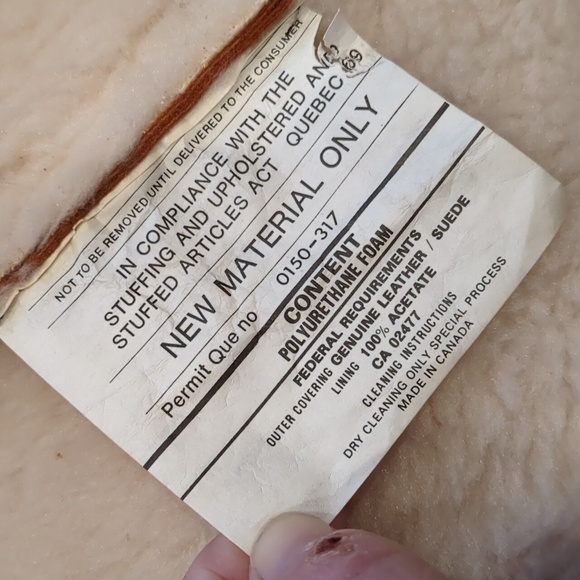 NOT TO BE REMOVED UNTIL DELIVERED TO THE CONSUMER
IN COMPLIANCE WITH THE
STUFFING AND UPHOLSTERED AND
STUFFED ARTICLES ACT QUEBEC 69
NEW MATERIAL ONLY
Permit Que no 0150-317
CONTENT
POLYURETHANE FOAM
FEDERAL REQUIREMENTS
OUTER COVERING GENUINE LEATHER / SUEDE
LINING 100% ACETATE
CA 02477
CLEANING INSTRUCTIONS
DRY CLEANING ONLY SPECIAL PROCESS
MADE IN CANADA